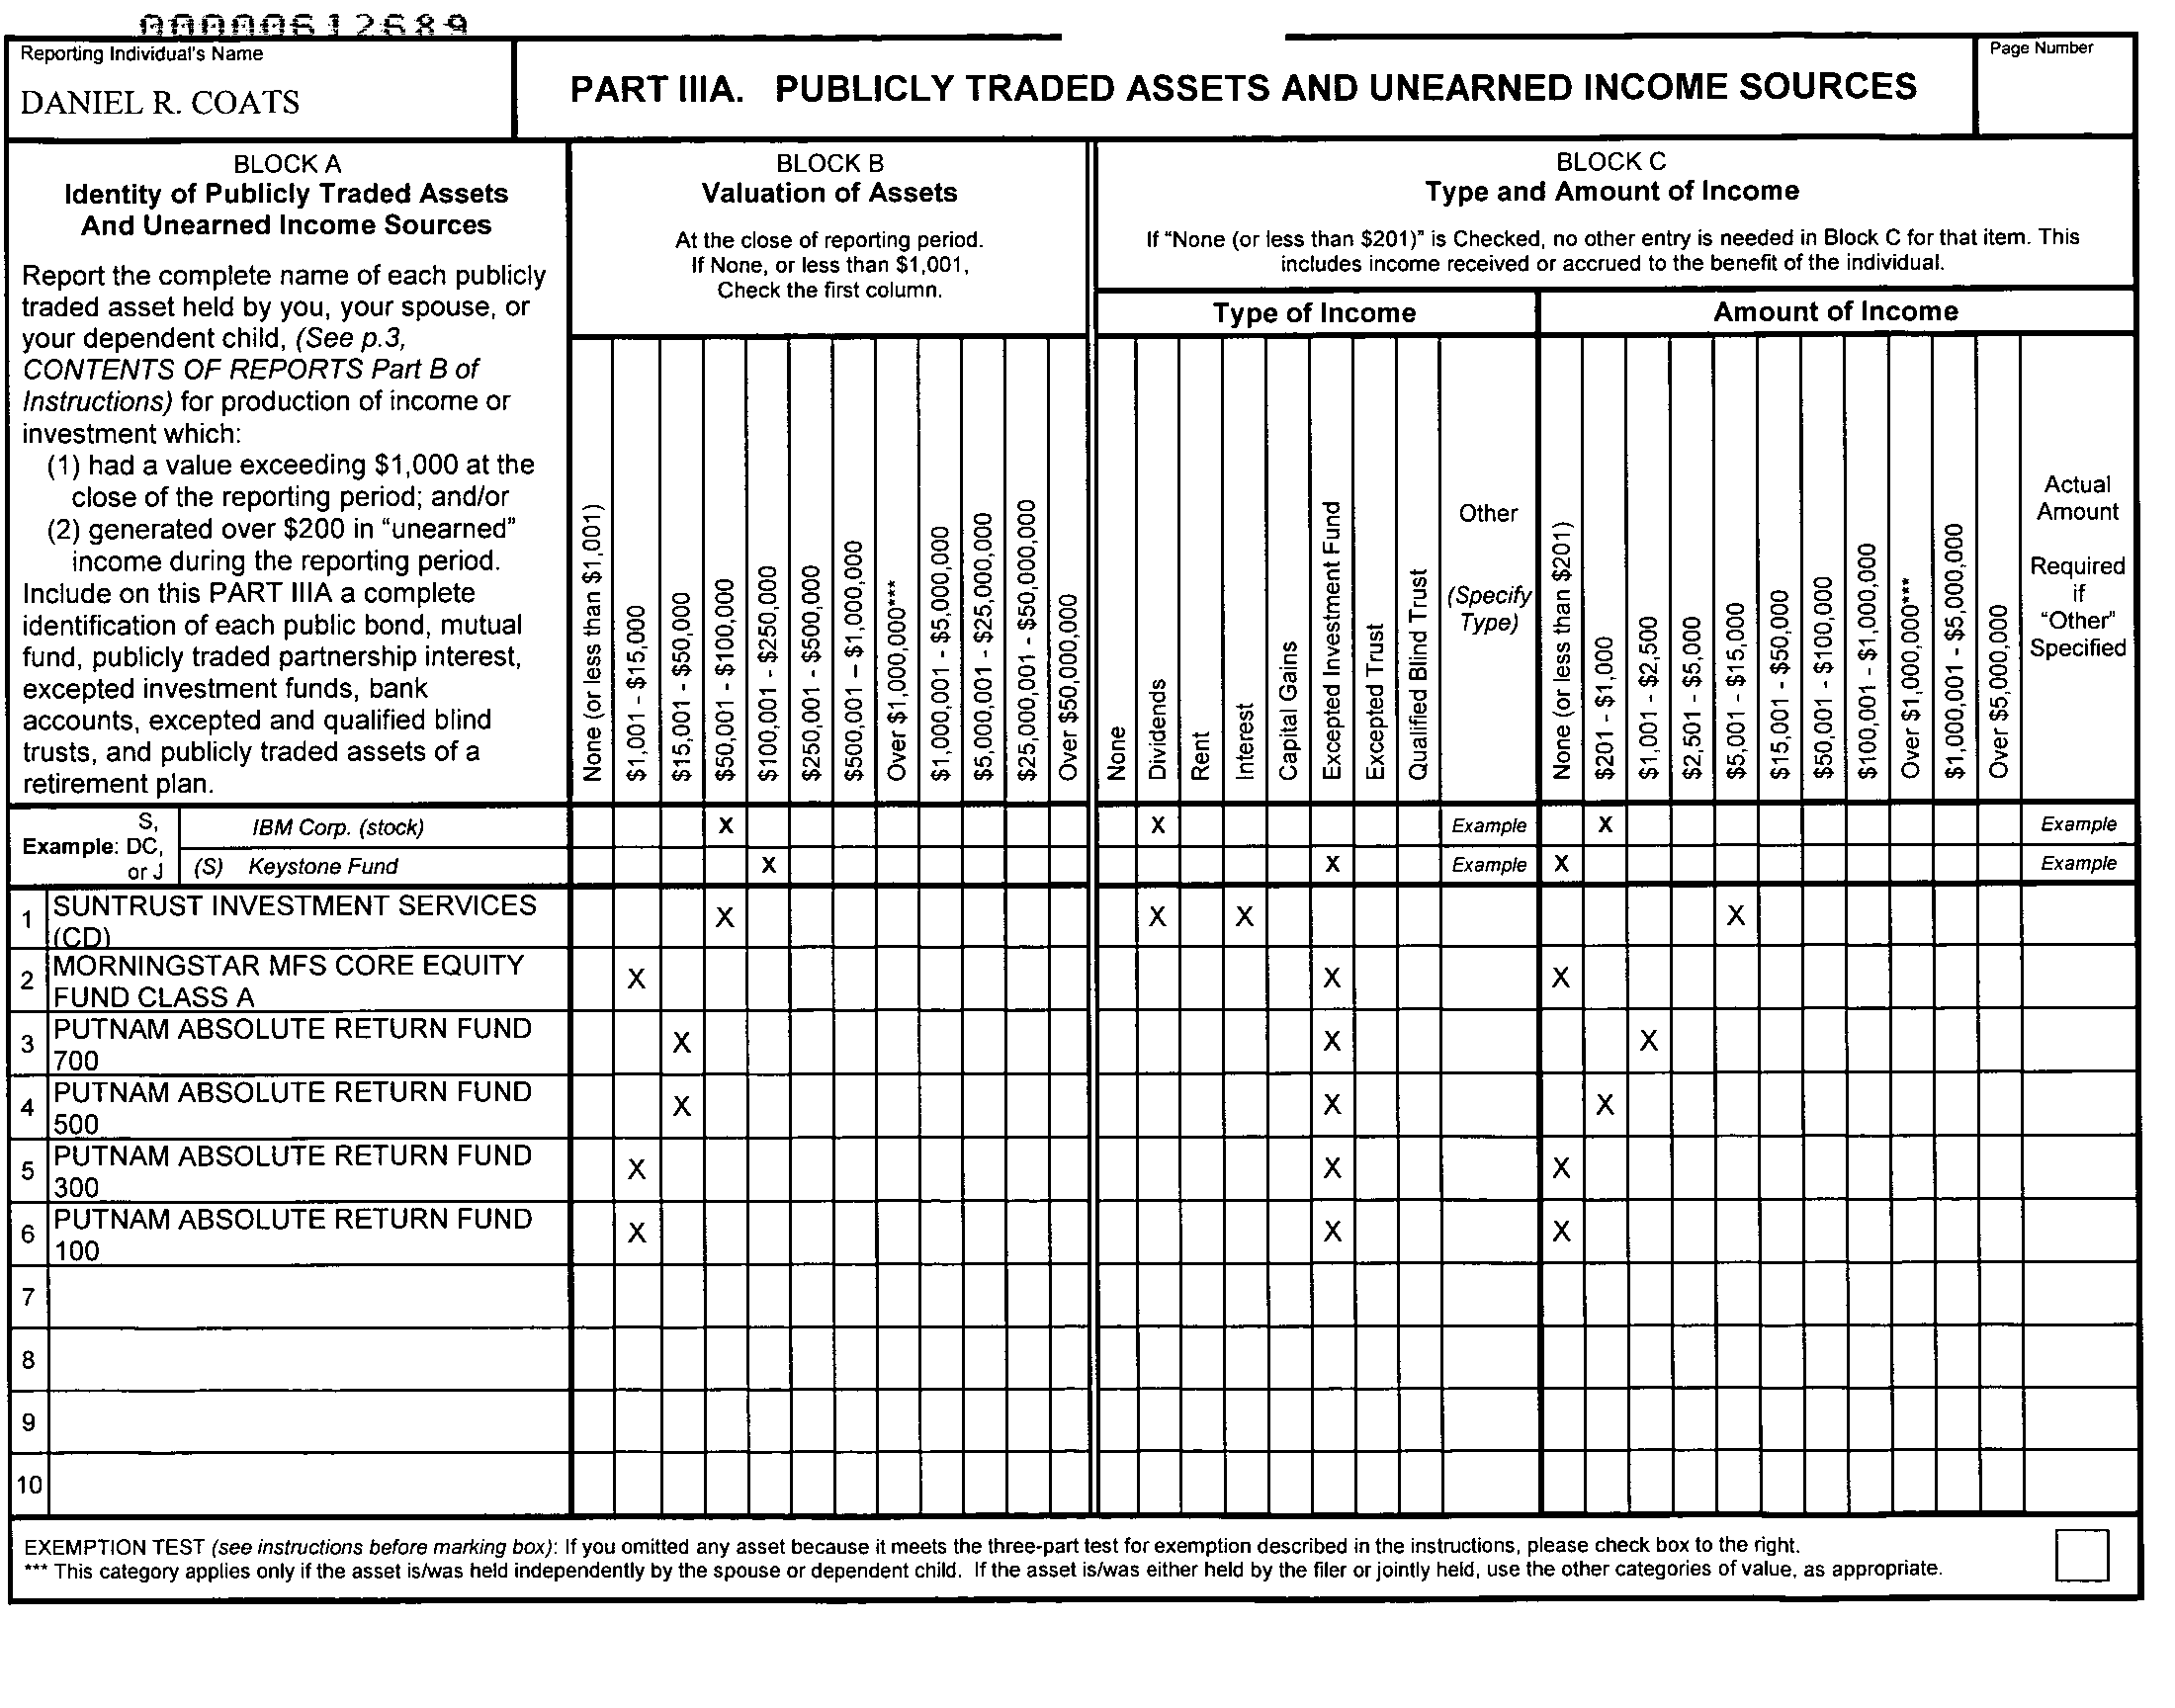 00000612689
Reporting Individual's Name
DANIEL R. COATS
PART IIIA. PUBLICLY TRADED ASSETS AND UNEARNED INCOME SOURCES
Page Number
BLOCK A
Identity of Publicly Traded Assets
And Unearned Income Sources
Report the complete name of each publicly
traded asset held by you, your spouse, or
your dependent child, (See p.3,
CONTENTS OF REPORTS Part B of
Instructions) for production of income or
investment which:
(1) had a value exceeding $1,000 at the
close of the reporting period; and/or
(2) generated over $200 in "unearned"
income during the reporting period.
Include on this PART IIIA a complete
identification of each public bond, mutual
fund, publicly traded partnership interest,
excepted investment funds, bank
accounts, excepted and qualified blind
trusts, and publicly traded assets of a
retirement plan.
BLOCK B
Valuation of Assets
At the close of reporting period.
If None, or less than $1,001,
Check the first column.
None (or less than $1,001)
$1,001 - $15,000
$15,001 - $50,000
$50,001 - $100,000
$100,001 - $250,000
$250,001 - $500,000
$500,001 - $1,000,000
Over $1,000,000***
$1,000,001 - $5,000,000
$5,000,001 - $25,000,000
$25,000,001 - $50,000,000
Over $50,000,000
BLOCK C
Type and Amount of Income
If "None (or less than $201)" is Checked, no other entry is needed in Block C for that item. This
includes income received or accrued to the benefit of the individual.
Type of Income
None
Dividends
Rent
Interest
Capital Gains
Excepted Investment Fund
Excepted Trust
Qualified Blind Trust
Other
(Specify
Type)
Amount of Income
None (or less than $201)
$201 - $1,000
$1,001 - $2,500
$2,501 - $5,000
$5,001 - $15,000
$15,001 - $50,000
$50,001 - $100,000
$100,001 - $1,000,000
Over $1,000,000***
$1,000,001 - $5,000,000
Over $5,000,000
Actual
Amount
Required
if
"Other"
Specified
Example: S, DC, or J
IBM Corp. (stock) X X Example X Example
(S) Keystone Fund X X Example X Example
1 SUNTRUST INVESTMENT SERVICES X X X X
(CD)
2 MORNINGSTAR MFS CORE EQUITY X X X
FUND CLASS A
3 PUTNAM ABSOLUTE RETURN FUND X X X
700
4 PUTNAM ABSOLUTE RETURN FUND X X X
500
5 PUTNAM ABSOLUTE RETURN FUND X X X
300
6 PUTNAM ABSOLUTE RETURN FUND X X X
100
7
8
9
10
EXEMPTION TEST (see instructions before marking box): If you omitted any asset because it meets the three-part test for exemption described in the instructions, please check box to the right.
*** This category applies only if the asset is/was held independently by the spouse or dependent child. If the asset is/was either held by the filer or jointly held, use the other categories of value, as appropriate.